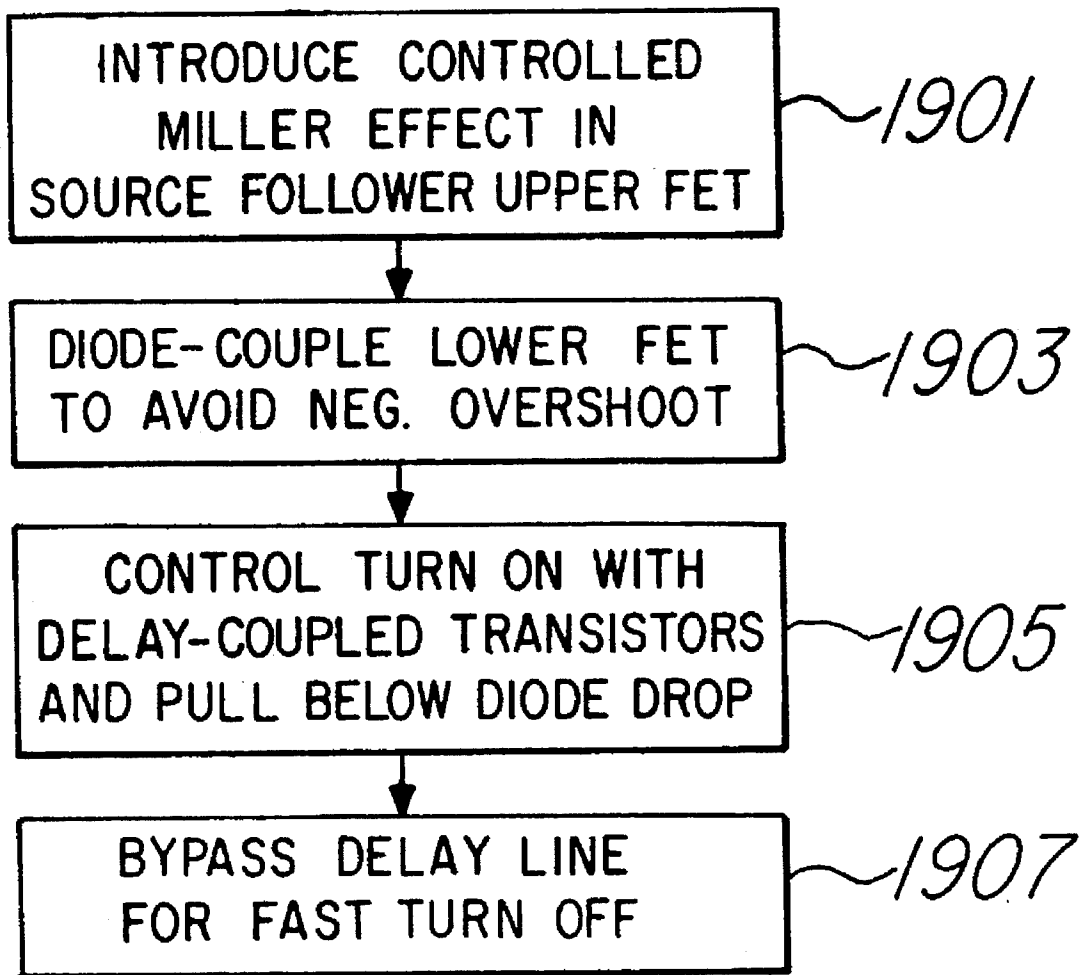 INTRODUCE CONTROLLED
MILLER EFFECT IN
SOURCE FOLLOWER UPPER FET
1901
DIODE-COUPLE LOWER FET
TO AVOID NEG. OVERSHOOT
1903
CONTROL TURN ON WITH
DELAY-COUPLED TRANSISTORS
AND PULL BELOW DIODE DROP
1905
BYPASS DELAY LINE
FOR FAST TURN OFF
1907